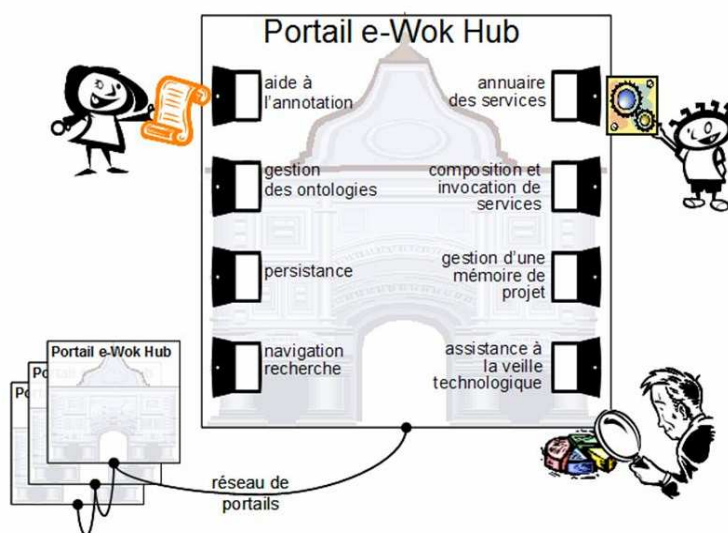 Portail e-Wok Hub
aide à
l'annotation
gestion
des ontologies
persistance
navigation
recherche
annuaire
des services
composition et
invocation de
services
gestion d'une
mémoire de
projet
assistance à
la veille
technologique
Portail e-Wok Hub
réseau de
portails